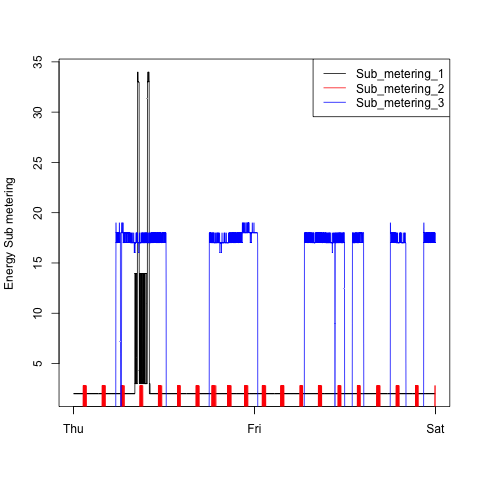 Sub_metering_1
Sub_metering_2
Sub_metering_3
Energy Sub metering
35
30
25
20
15
10
5
Thu Fri Sat